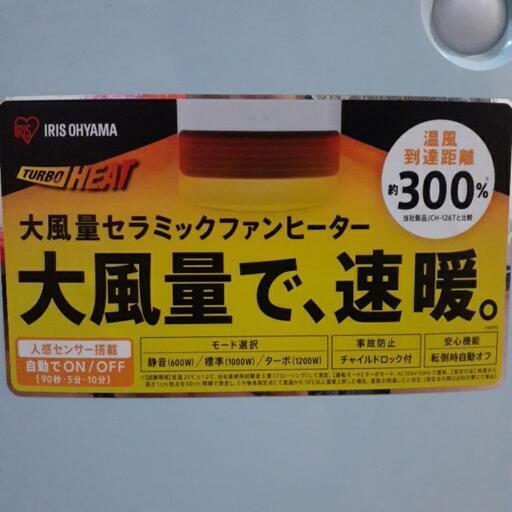 IRIS
IRIS OHYAMA
TURBO HEAT
温風
到達距離
約300%※
当社製品JCH-126Tと比較
大風量セラミックファンヒーター
大風量で、速暖。
人感センサー搭載
自動でON/OFF
(90秒・5分・10分)
モード選択
静音(600W)/標準(1000W)/ターボ(1200W)
事故防止
チャイルドロック付
安心機能
転倒時自動オフ